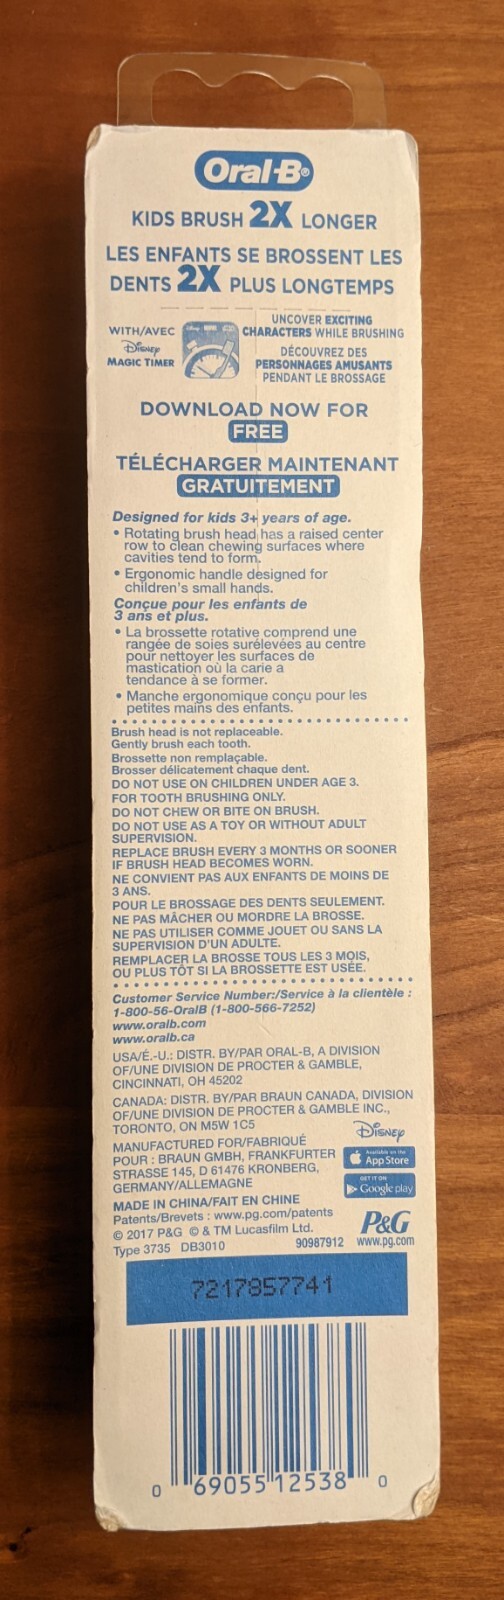 Oral-B®
KIDS BRUSH 2X LONGER
LES ENFANTS SE BROSSENT LES
DENTS 2X PLUS LONGTEMPS
WITH/AVEC
Disney
MAGIC TIMER
UNCOVER EXCITING
CHARACTERS WHILE BRUSHING
DÉCOUVREZ DES
PERSONNAGES AMUSANTS
PENDANT LE BROSSAGE
DOWNLOAD NOW FOR
FREE
TÉLÉCHARGER MAINTENANT
GRATUITEMENT
Designed for kids 3+ years of age.
• Rotating brush head has a raised center
row to clean chewing surfaces where
cavities tend to form.
• Ergonomic handle designed for
children's small hands.
Conçue pour les enfants de
3 ans et plus.
• La brossette rotative comprend une
rangée de soies surélevées au centre
pour nettoyer les surfaces de
mastication où la carie a
tendance à se former.
• Manche ergonomique conçu pour les
petites mains des enfants.
Brush head is not replaceable.
Gently brush each tooth.
Brossette non remplaçable.
Brosser délicatement chaque dent.
DO NOT USE ON CHILDREN UNDER AGE 3.
FOR TOOTH BRUSHING ONLY.
DO NOT CHEW OR BITE ON BRUSH.
DO NOT USE AS A TOY OR WITHOUT ADULT
SUPERVISION.
REPLACE BRUSH EVERY 3 MONTHS OR SOONER
IF BRUSH HEAD BECOMES WORN.
NE CONVIENT PAS AUX ENFANTS DE MOINS DE
3 ANS.
POUR LE BROSSAGE DES DENTS SEULEMENT.
NE PAS MÂCHER OU MORDRE LA BROSSE.
NE PAS UTILISER COMME JOUET OU SANS LA
SUPERVISION D'UN ADULTE.
REMPLACER LA BROSSE TOUS LES 3 MOIS,
OU PLUS TÔT SI LA BROSSETTE EST USÉE.
Customer Service Number:/Service à la clientèle :
1-800-56-OralB (1-800-566-7252)
www.oralb.com
www.oralb.ca
USA/É.-U.: DISTR. BY/PAR ORAL-B, A DIVISION
OF/UNE DIVISION DE PROCTER & GAMBLE,
CINCINNATI, OH 45202
CANADA: DISTR. BY/PAR BRAUN CANADA, DIVISION
OF/UNE DIVISION DE PROCTER & GAMBLE INC.,
TORONTO, ON M5W 1C5
MANUFACTURED FOR/FABRIQUÉ
POUR : BRAUN GMBH, FRANKFURTER
STRASSE 145, D 61476 KRONBERG,
GERMANY/ALLEMAGNE
MADE IN CHINA/FAIT EN CHINE
Patents/Brevets : www.pg.com/patents
© 2017 P&G © & TM Lucasfilm Ltd.
Type 3735 DB3010
90987912
Disney
Available on the
App Store
GET IT ON
Google play
P&G
www.pg.com
7217857741
0 69055 12538 0